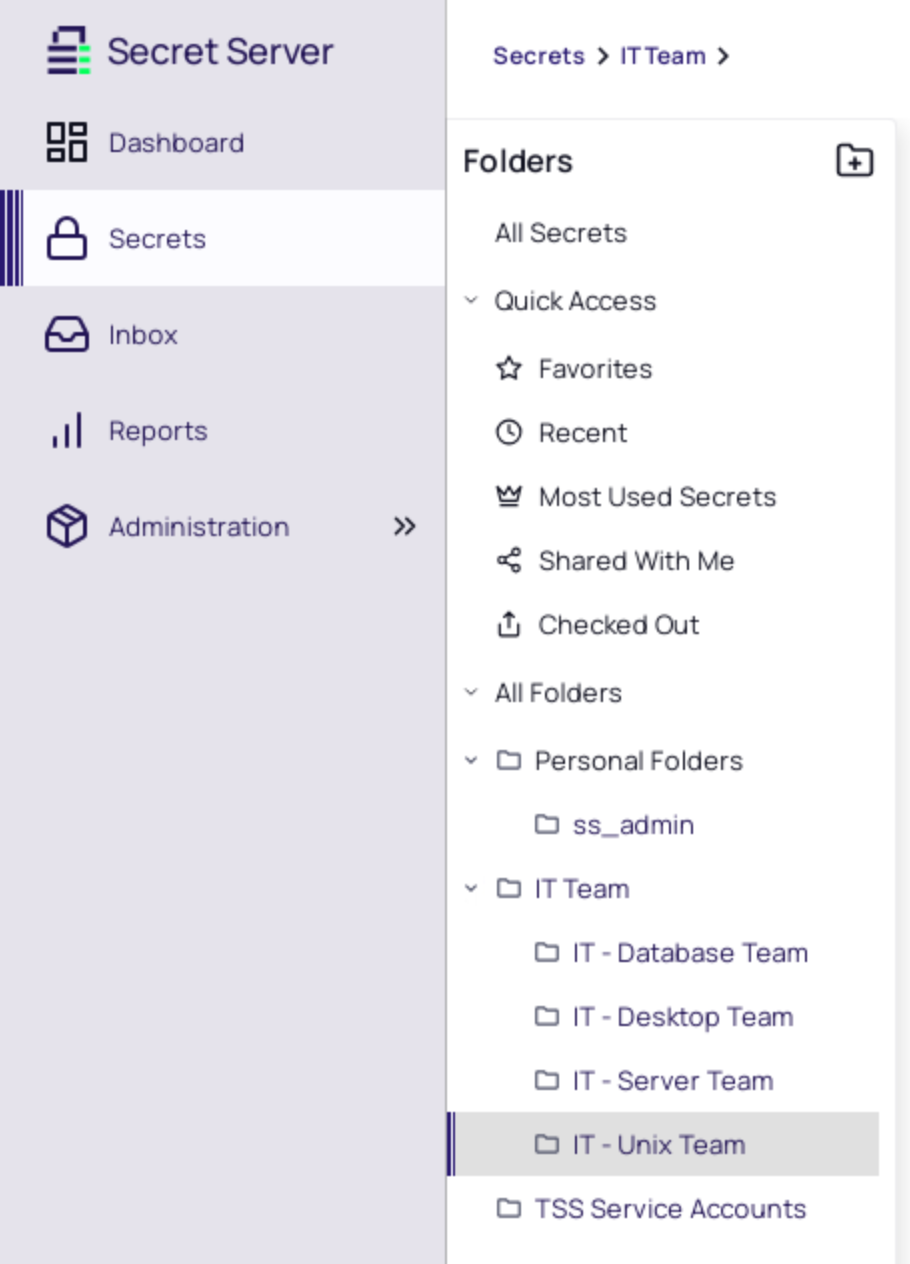 Secret Server
Dashboard
Secrets
Inbox
Reports
Administration
Secrets > IT Team >
Folders
All Secrets
Quick Access
Favorites
Recent
Most Used Secrets
Shared With Me
Checked Out
All Folders
Personal Folders
ss_admin
IT Team
IT - Database Team
IT - Desktop Team
IT - Server Team
IT - Unix Team
TSS Service Accounts